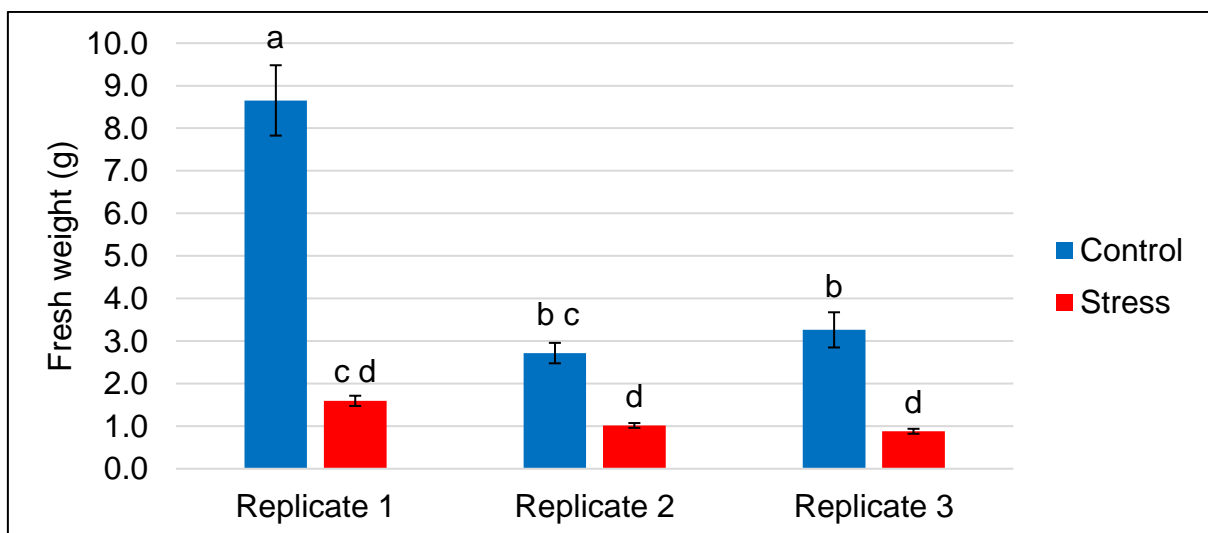 Fresh weight (g)
10.0
9.0
8.0
7.0
6.0
5.0
4.0
3.0
2.0
1.0
0.0
a
c d
b c
d
b
d
Replicate 1
Replicate 2
Replicate 3
Control
Stress